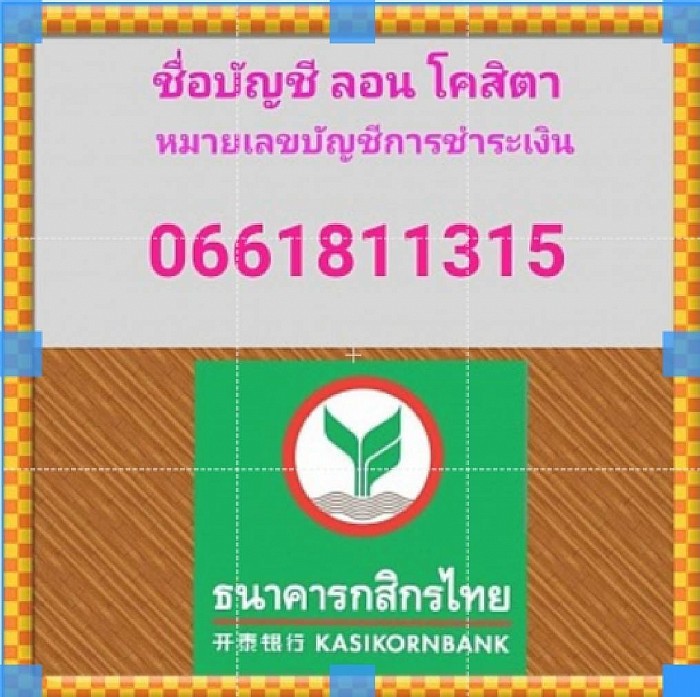 ชื่อบัญชี ลอน โคสิตา
หมายเลขบัญชีการชำระเงิน
0661811315
ธนาคารกสิกรไทย
开泰银行 KASIKORNBANK